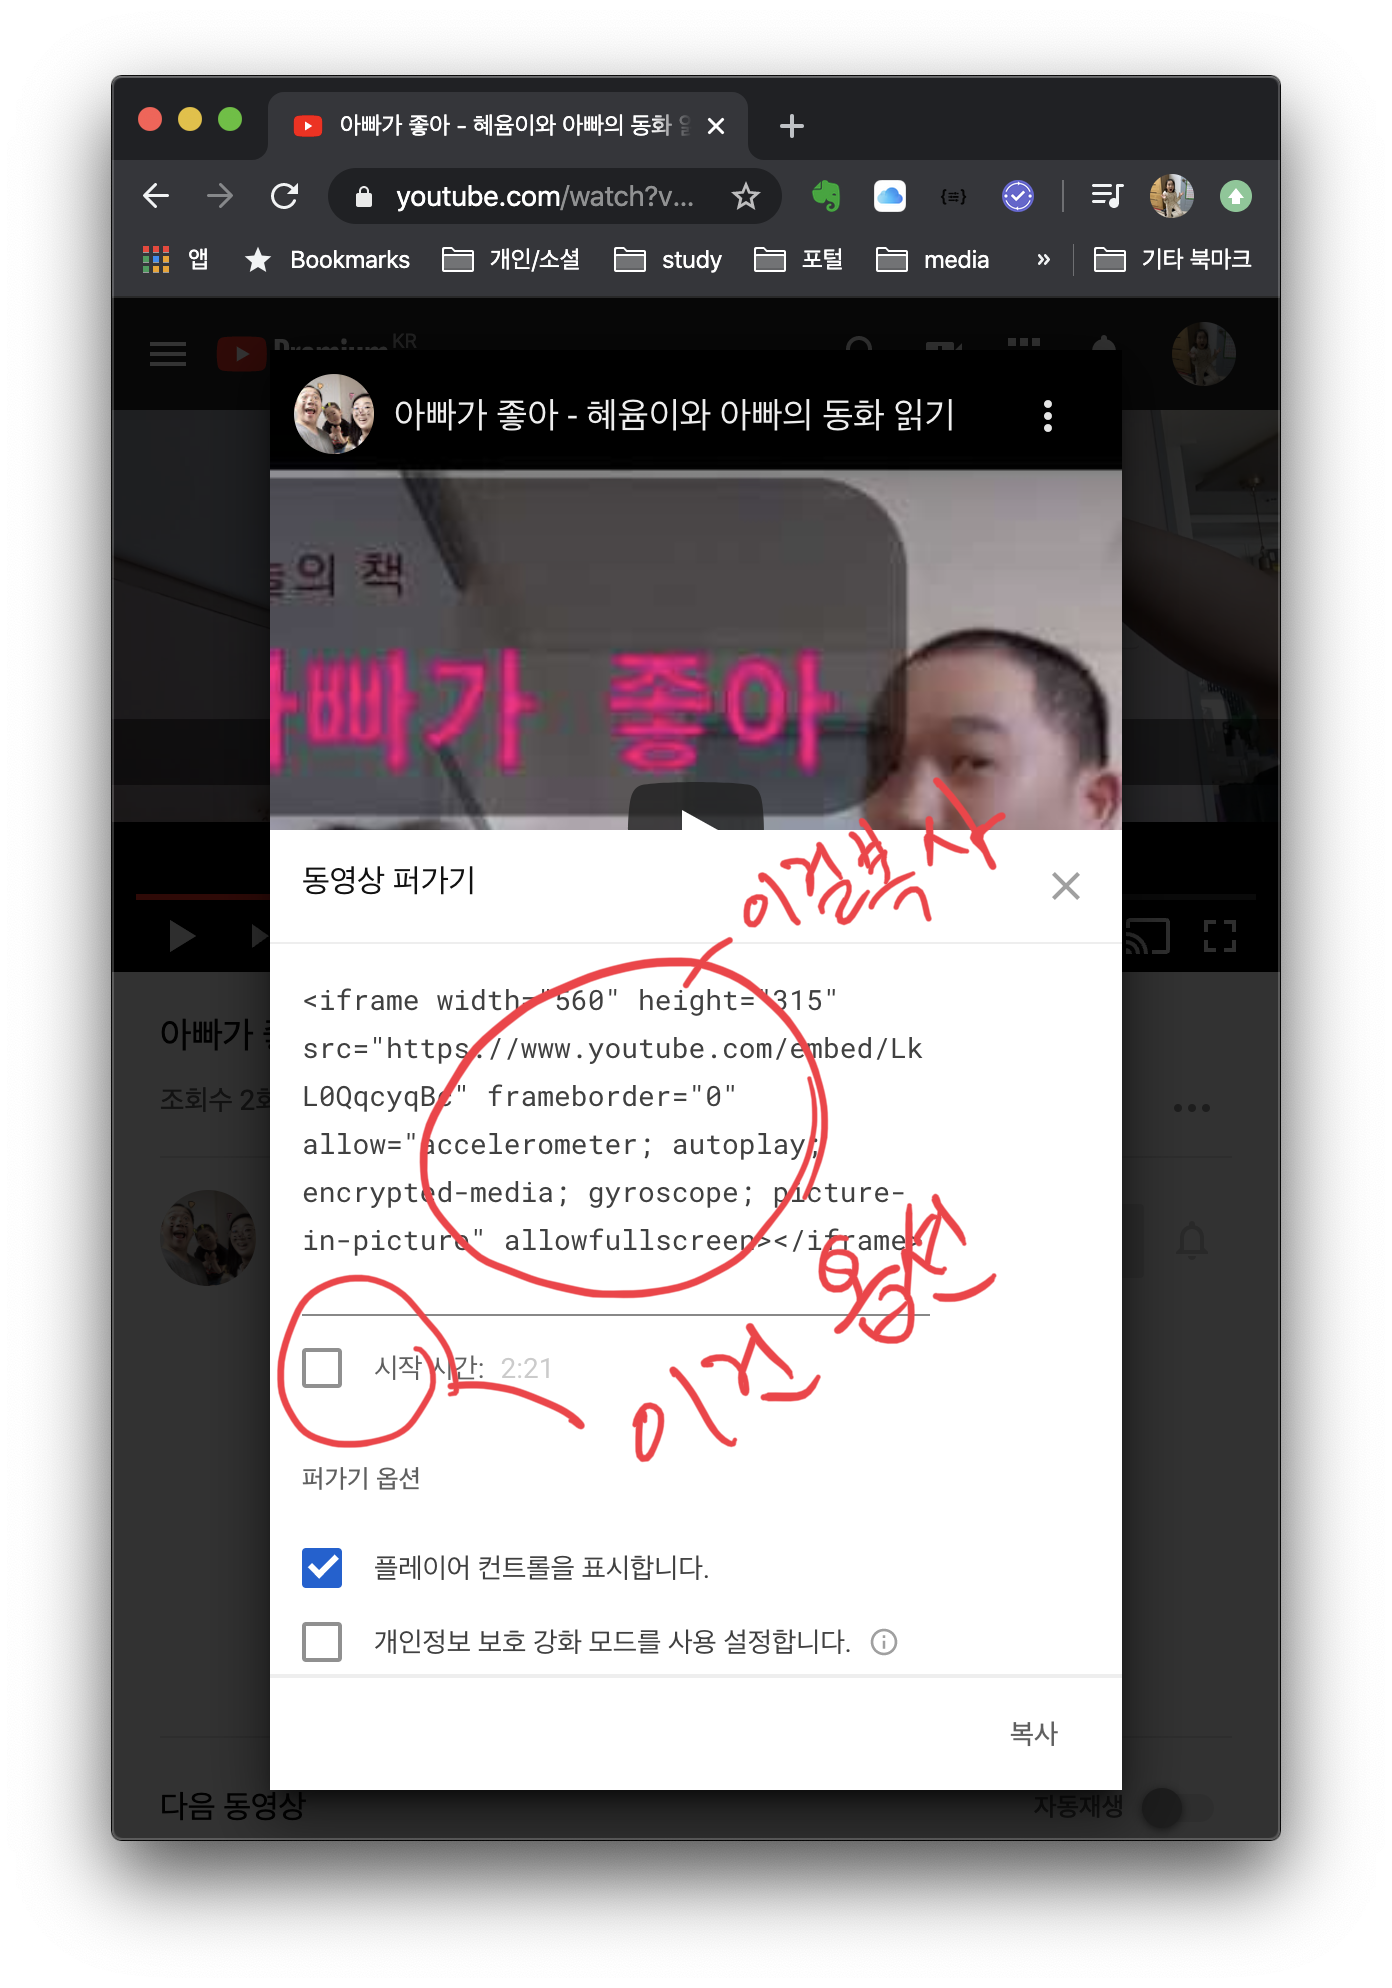 아빠가 좋아 - 혜윰이와 아빠의 동화 읽
youtube.com/watch?v...
앱 Bookmarks 개인/소셜 study 포털 media » 기타 북마크
Premium KR
아빠가 좋아 - 혜윰이와 아빠의 동화 읽기
늘의 책
아빠가 좋아
이걸 복사
동영상 퍼가기
<iframe width="560" height="315"
src="https://www.youtube.com/embed/Lk
L0QqcyqBc" frameborder="0"
allow="accelerometer; autoplay;
encrypted-media; gyroscope; picture-
in-picture" allowfullscreen></iframe>
아빠가
조회수 2회
시작 시간: 2:21
이건 옵션
퍼가기 옵션
플레이어 컨트롤을 표시합니다.
개인정보 보호 강화 모드를 사용 설정합니다.
복사
다음 동영상 자동재생